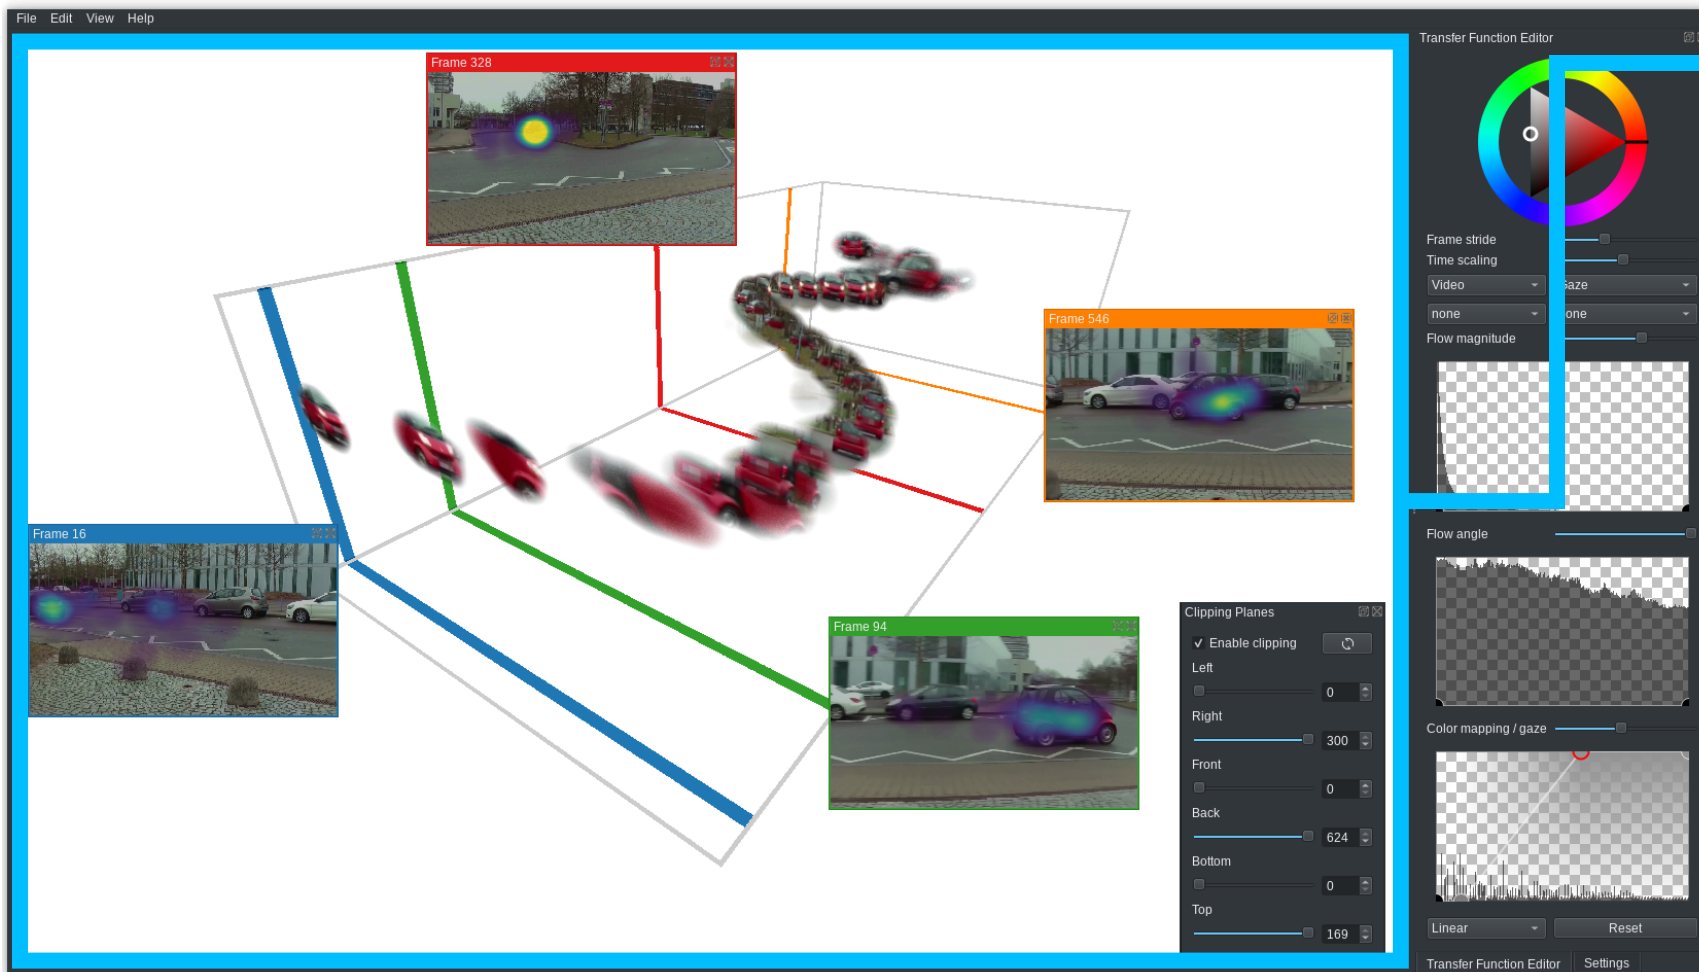 File Edit View Help
Transfer Function Editor
Frame 328
Frame stride
Time scaling
Video
none
Flow magnitude
Frame 546
Frame 16
Flow angle
Frame 94
Clipping Planes
Enable clipping
Left
0
Right
300
Front
0
Back
624
Bottom
0
Top
169
Color mapping / gaze
Linear Reset
Transfer Function Editor Settings